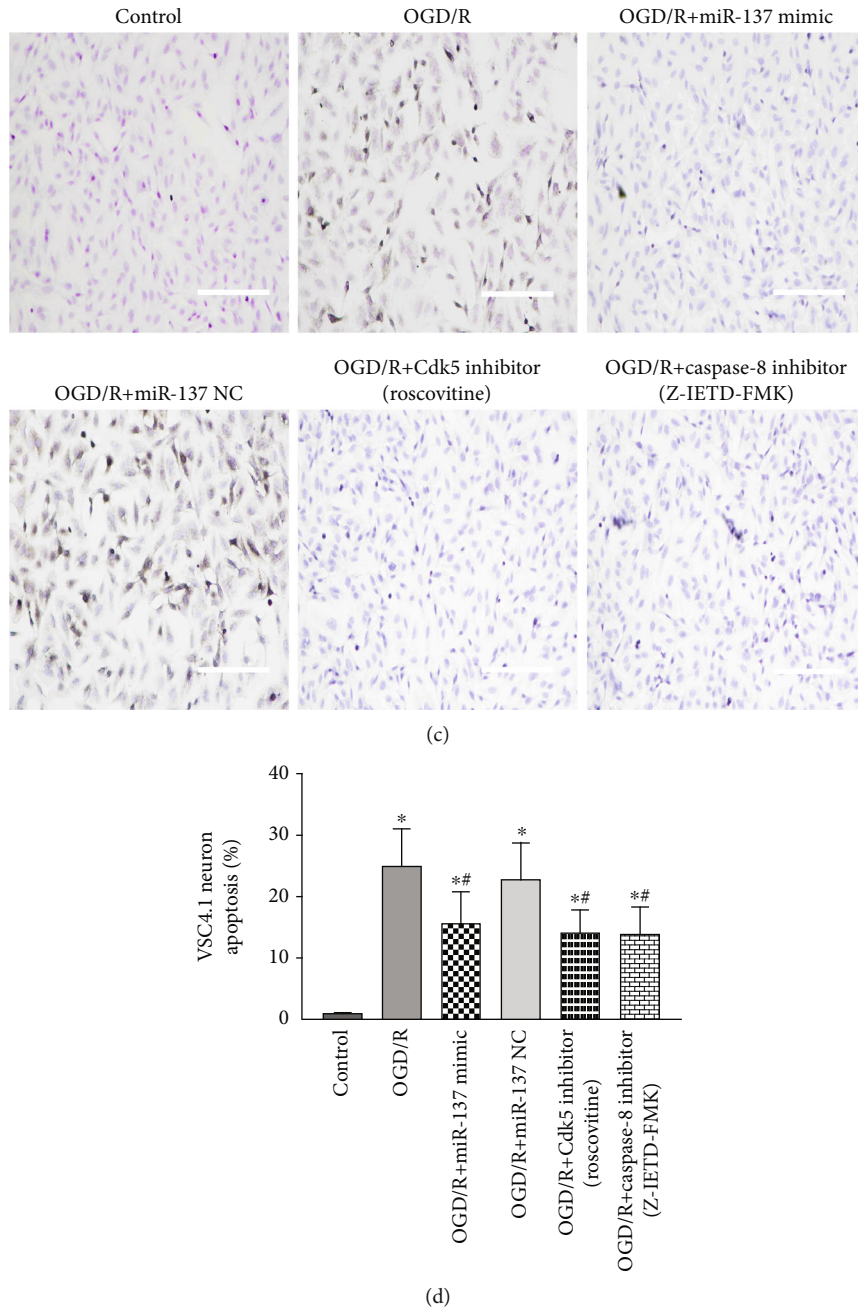 Control
OGD/R
OGD/R+miR-137 mimic
OGD/R+miR-137 NC
OGD/R+Cdk5 inhibitor
(roscovitine)
OGD/R+caspase-8 inhibitor
(Z-IETD-FMK)
(c)
VSC4.1 neuron
apoptosis (%)
40
30
20
10
0
*
*#
*
*#
*#
Control
OGD/R
OGD/R+miR-137 mimic
OGD/R+miR-137 NC
OGD/R+Cdk5 inhibitor
(roscovitine)
OGD/R+caspase-8 inhibitor
(Z-IETD-FMK)
(d)